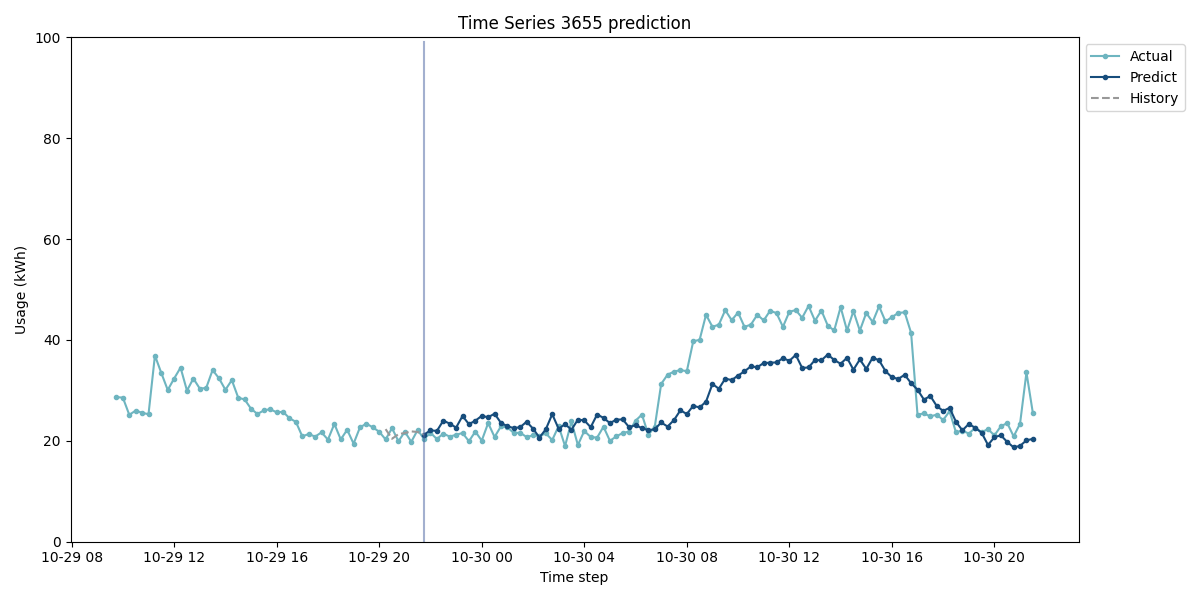 Time Series 3655 prediction
100
80
60
40
20
0
Usage (kWh)
10-29 08 10-29 12 10-29 16 10-29 20 10-30 00 10-30 04 10-30 08 10-30 12 10-30 16 10-30 20
Time step
Actual
Predict
History